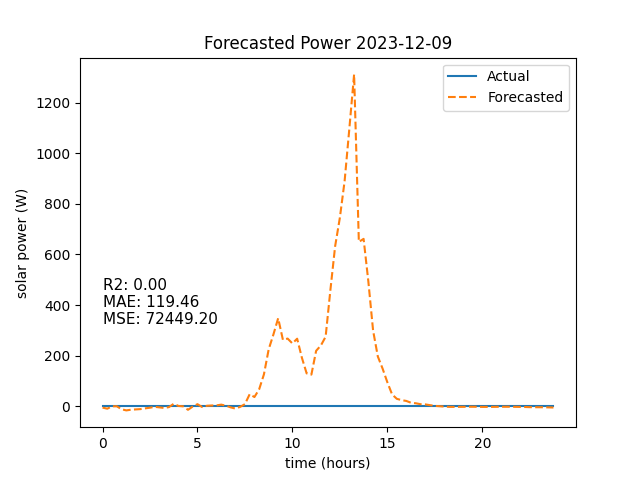 Forecasted Power 2023-12-09
Actual
Forecasted
1200
1000
800
600
400
200
0
solar power (W)
R2: 0.00
MAE: 119.46
MSE: 72449.20
0 5 10 15 20
time (hours)